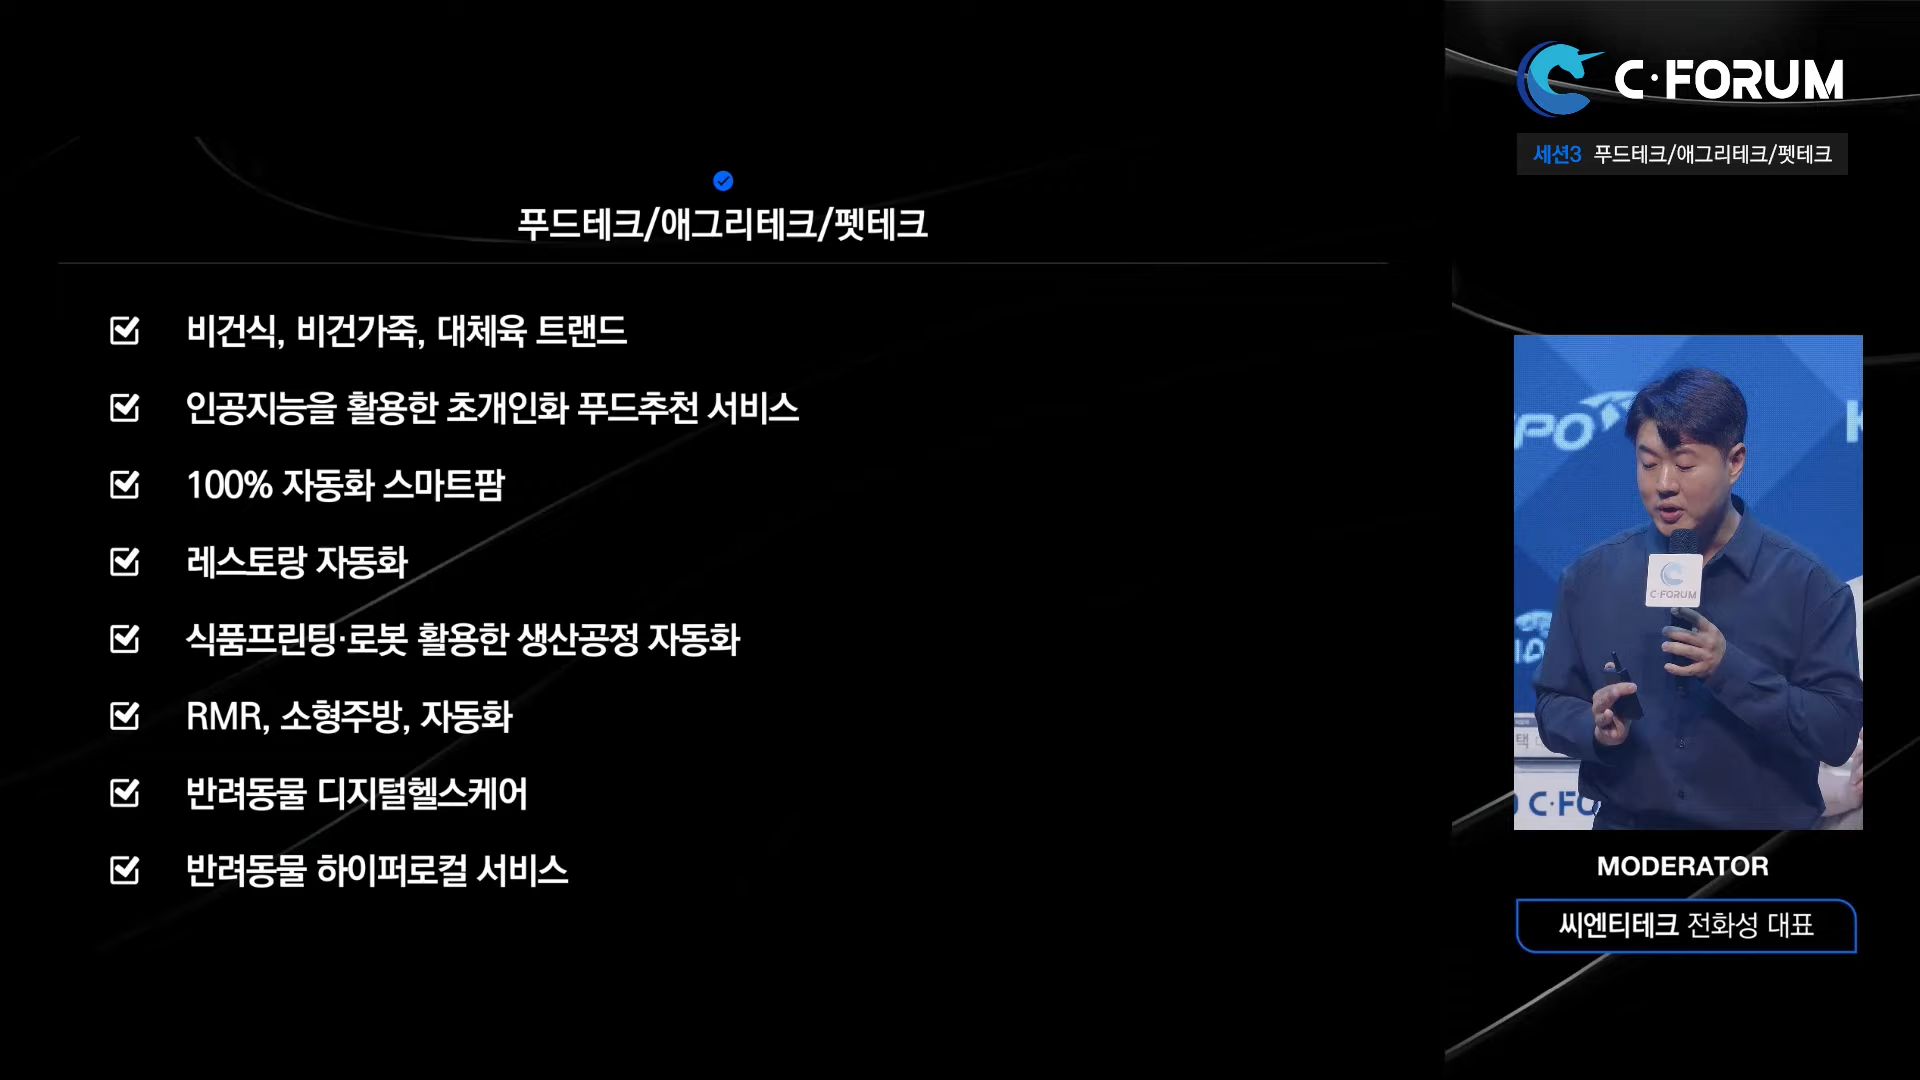 C·FORUM
세션3 푸드테크/애그리테크/펫테크
푸드테크/애그리테크/펫테크
비건식, 비건가죽, 대체육 트랜드
인공지능을 활용한 초개인화 푸드추천 서비스
100% 자동화 스마트팜
레스토랑 자동화
식품프린팅·로봇 활용한 생산공정 자동화
RMR, 소형주방, 자동화
반려동물 디지털헬스케어
반려동물 하이퍼로컬 서비스
C·FORUM
MODERATOR
씨엔티테크 전화성 대표